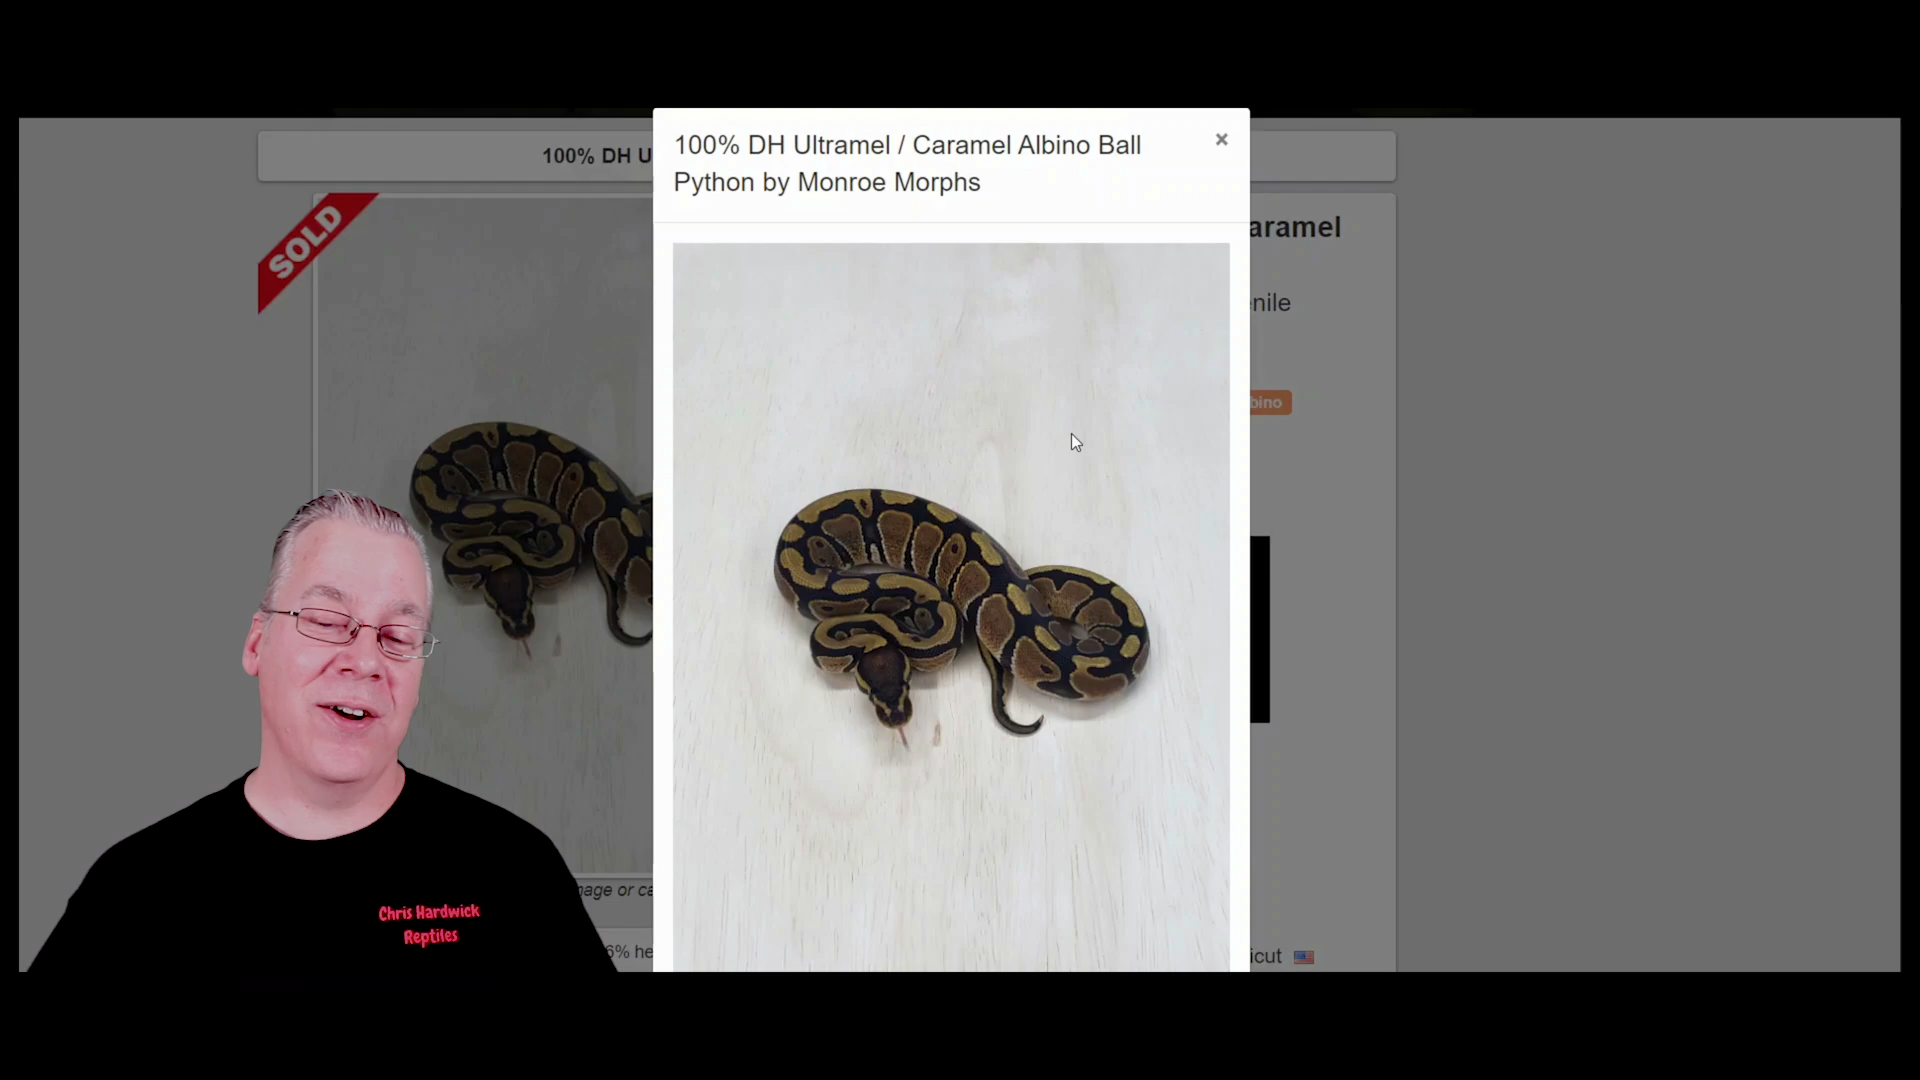 100% DH Ultramel / Caramel Albino Ball
Python by Monroe Morphs
×
100% DH U
SOLD
aramel
nile
bino
mage or ca
6% he
icut
Chris Hardwick
Reptiles